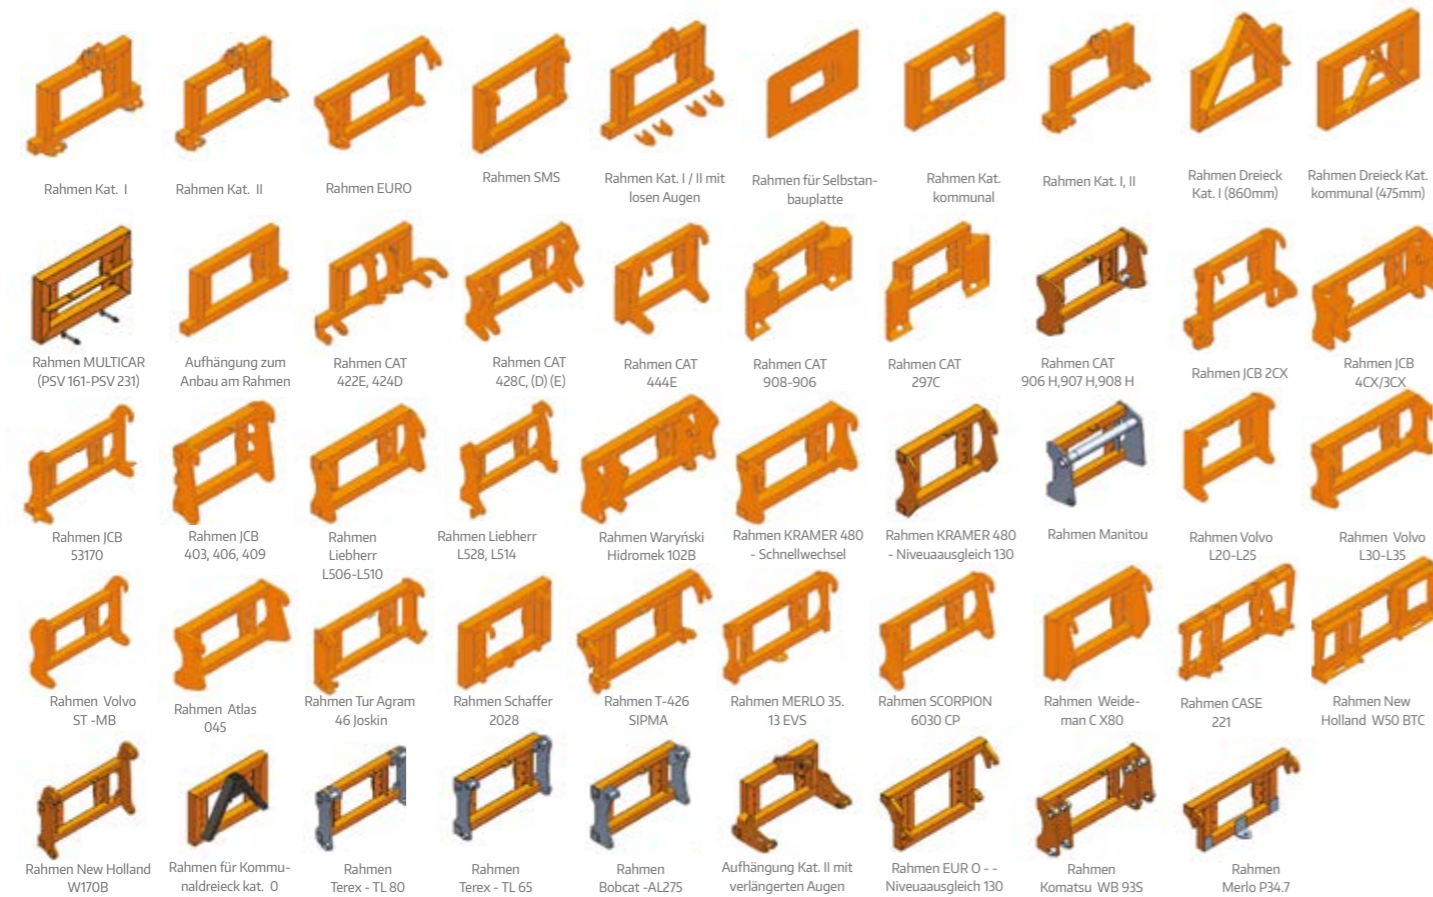 Rahmen Kat. I
Rahmen Kat. II
Rahmen EURO
Rahmen SMS
Rahmen Kat. I / II mit
losen Augen
Rahmen für Selbstan-
bauplatte
Rahmen Kat.
kommunal
Rahmen Kat. I, II
Rahmen Dreieck
Kat. I (860mm)
Rahmen Dreieck Kat.
kommunal (475mm)
Rahmen MULTICAR
(PSV 161-PSV 231)
Aufhängung zum
Anbau am Rahmen
Rahmen CAT
422E, 424D
Rahmen CAT
428C, (D) (E)
Rahmen CAT
444E
Rahmen CAT
908-906
Rahmen CAT
297C
Rahmen CAT
906 H,907 H,908 H
Rahmen JCB 2CX
Rahmen JCB
4CX/3CX
Rahmen JCB
53170
Rahmen JCB
403, 406, 409
Rahmen
Liebherr
L506-L510
Rahmen Liebherr
L528, L514
Rahmen Waryński
Hidromek 102B
Rahmen KRAMER 480
- Schnellwechsel
Rahmen KRAMER 480
- Niveuaausgleich 130
Rahmen Manitou
Rahmen Volvo
L20-L25
Rahmen Volvo
L30-L35
Rahmen Volvo
ST -MB
Rahmen Atlas
045
Rahmen Tur Agram
46 Joskin
Rahmen Schaffer
2028
Rahmen T-426
SIPMA
Rahmen MERLO 35.
13 EVS
Rahmen SCORPION
6030 CP
Rahmen Weide-
man C X80
Rahmen CASE
221
Rahmen New
Holland W50 BTC
Rahmen New Holland
W170B
Rahmen für Kommu-
naldreieck kat. 0
Rahmen
Terex - TL 80
Rahmen
Terex - TL 65
Rahmen
Bobcat -AL275
Aufhängung Kat. II mit
verlängerten Augen
Rahmen EUR O - -
Niveuaausgleich 130
Rahmen
Komatsu WB 93S
Rahmen
Merlo P34.7